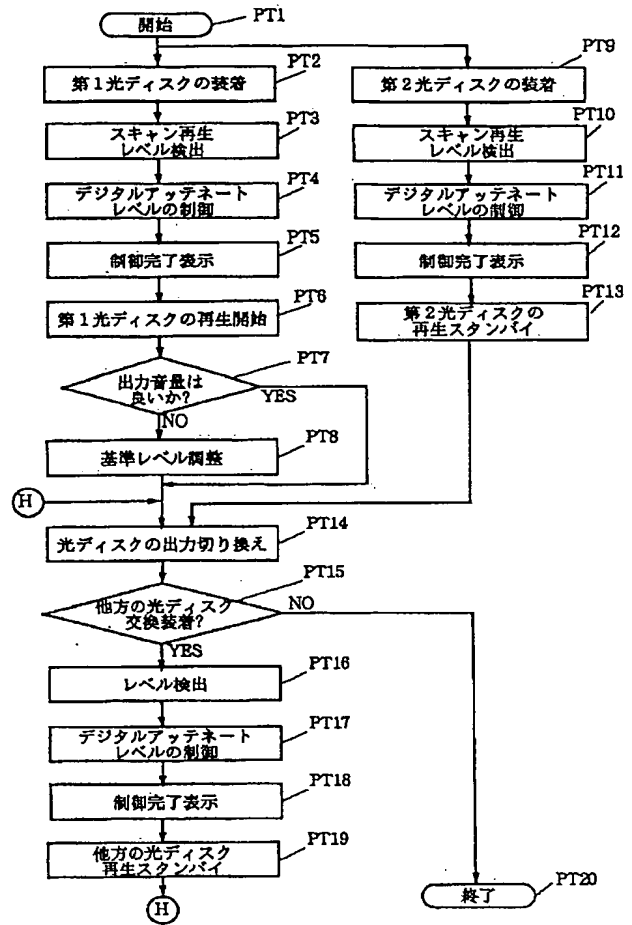 開始
PT1
PT2
第1光ディスクの装着
PT3
スキャン再生
レベル検出
PT4
デジタルアッテネート
レベルの制御
PT5
制御完了表示
PT6
第1光ディスクの再生開始
PT7
出力音量は
良いか?
YES
NO
PT8
基準レベル調整
H
PT9
第2光ディスクの装着
PT10
スキャン再生
レベル検出
PT11
デジタルアッテネート
レベルの制御
PT12
制御完了表示
PT13
第2光ディスクの
再生スタンバイ
PT14
光ディスクの出力切り換え
PT15
他方の光ディスク
交換装着?
NO
YES
PT16
レベル検出
PT17
デジタルアッテネート
レベルの制御
PT18
制御完了表示
PT19
他方の光ディスク
再生スタンバイ
H
PT20
終了